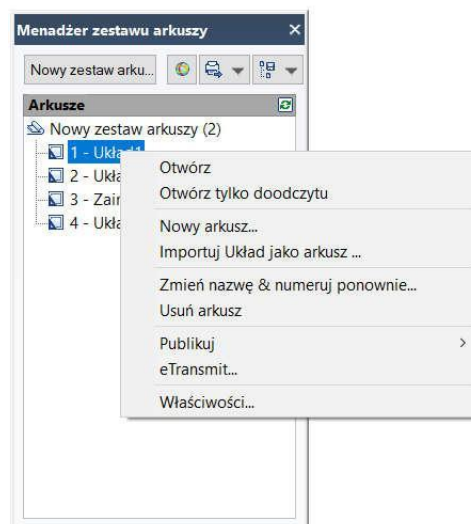 Menadżer zestawu arkuszy
Nowy zestaw arku...
Arkusze
Nowy zestaw arkuszy (2)
1 - Układ1
2 - Ukła
3 - Zair
4 - Ukła
Otwórz
Otwórz tylko doodczytu
Nowy arkusz...
Importuj Układ jako arkusz ...
Zmień nazwę & numeruj ponownie...
Usuń arkusz
Publikuj
eTransmit...
Właściwości...